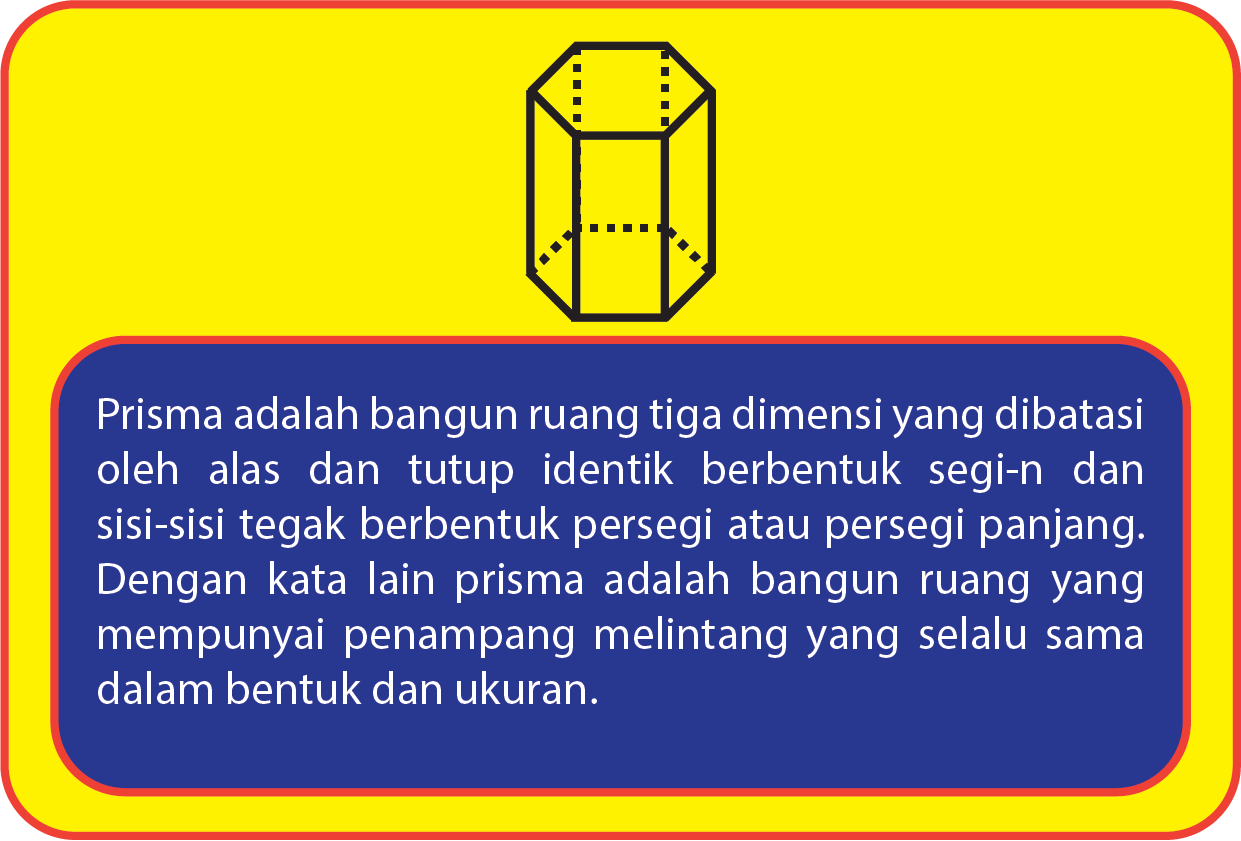 Prisma adalah bangun ruang tiga dimensi yang dibatasi
oleh alas dan tutup identik berbentuk segi-n dan
sisi-sisi tegak berbentuk persegi atau persegi panjang.
Dengan kata lain prisma adalah bangun ruang yang
mempunyai penampang melintang yang selalu sama
dalam bentuk dan ukuran.